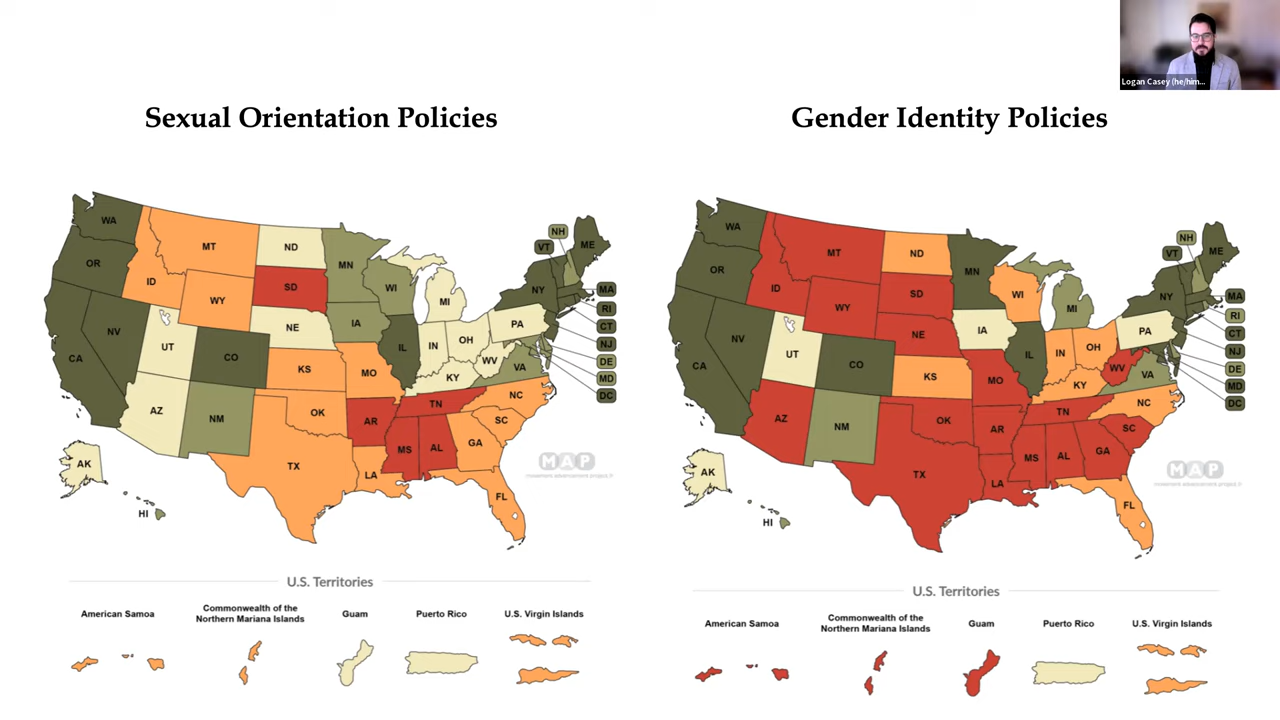 Logan Casey (he/him...
Sexual Orientation Policies
WA
OR
CA
NV
ID
MT
WY
UT
AZ
CO
NM
ND
SD
NE
KS
OK
TX
MN
IA
MO
AR
LA
WI
IL
MI
IN
OH
KY
TN
MS
AL
GA
FL
SC
NC
VA
WV
PA
NY
VT
NH
ME
MA
RI
CT
NJ
DE
MD
DC
AK
HI
MAP
U.S. Territories
American Samoa
Commonwealth of the
Northern Mariana Islands
Guam
Puerto Rico
U.S. Virgin Islands
Gender Identity Policies
WA
OR
CA
NV
ID
MT
WY
UT
AZ
CO
NM
ND
SD
NE
KS
OK
TX
MN
IA
MO
AR
LA
WI
IL
MI
IN
OH
KY
TN
MS
AL
GA
FL
SC
NC
VA
WV
PA
NY
VT
NH
ME
MA
RI
CT
NJ
DE
MD
DC
AK
HI
MAP
U.S. Territories
American Samoa
Commonwealth of the
Northern Mariana Islands
Guam
Puerto Rico
U.S. Virgin Islands